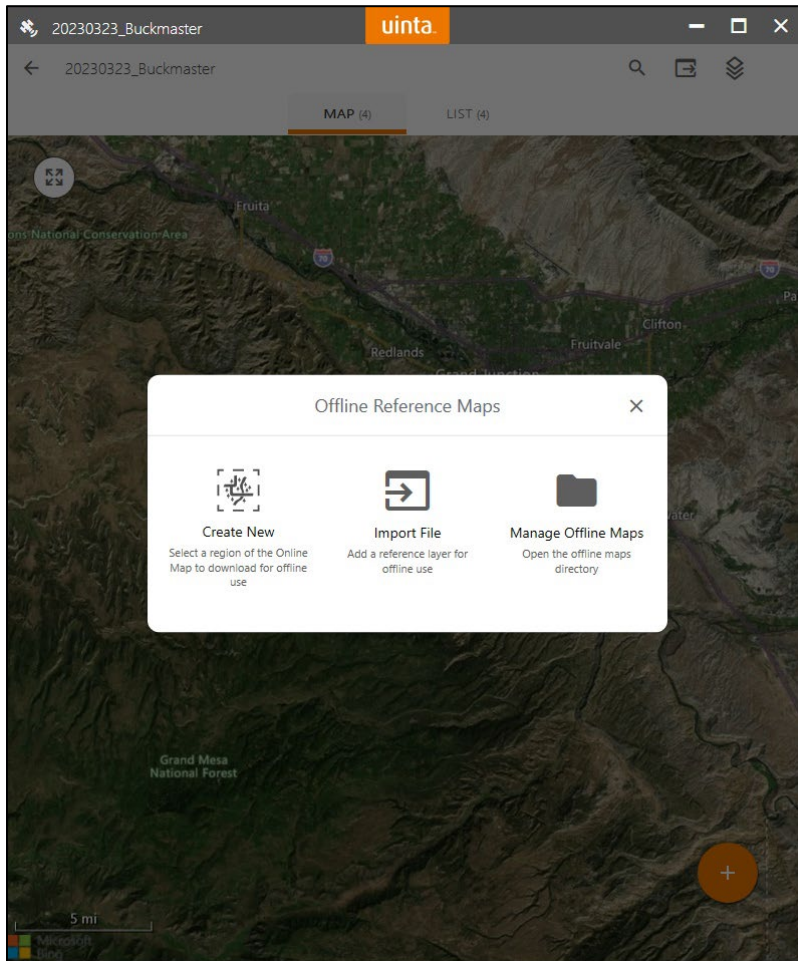 20230323_Buckmaster
uinta.
20230323_Buckmaster
MAP (4)
LIST (4)
Fruita
ons National Conservation Area
70
70
Pa
Clifton
Fruitvale
Redlands
Grand Junction
Offline Reference Maps
Create New
Select a region of the Online
Map to download for offline
use
Import File
Add a reference layer for
offline use
Manage Offline Maps
Open the offline maps
directory
water
Grand Mesa
National Forest
5 mi
Microsoft
Bing